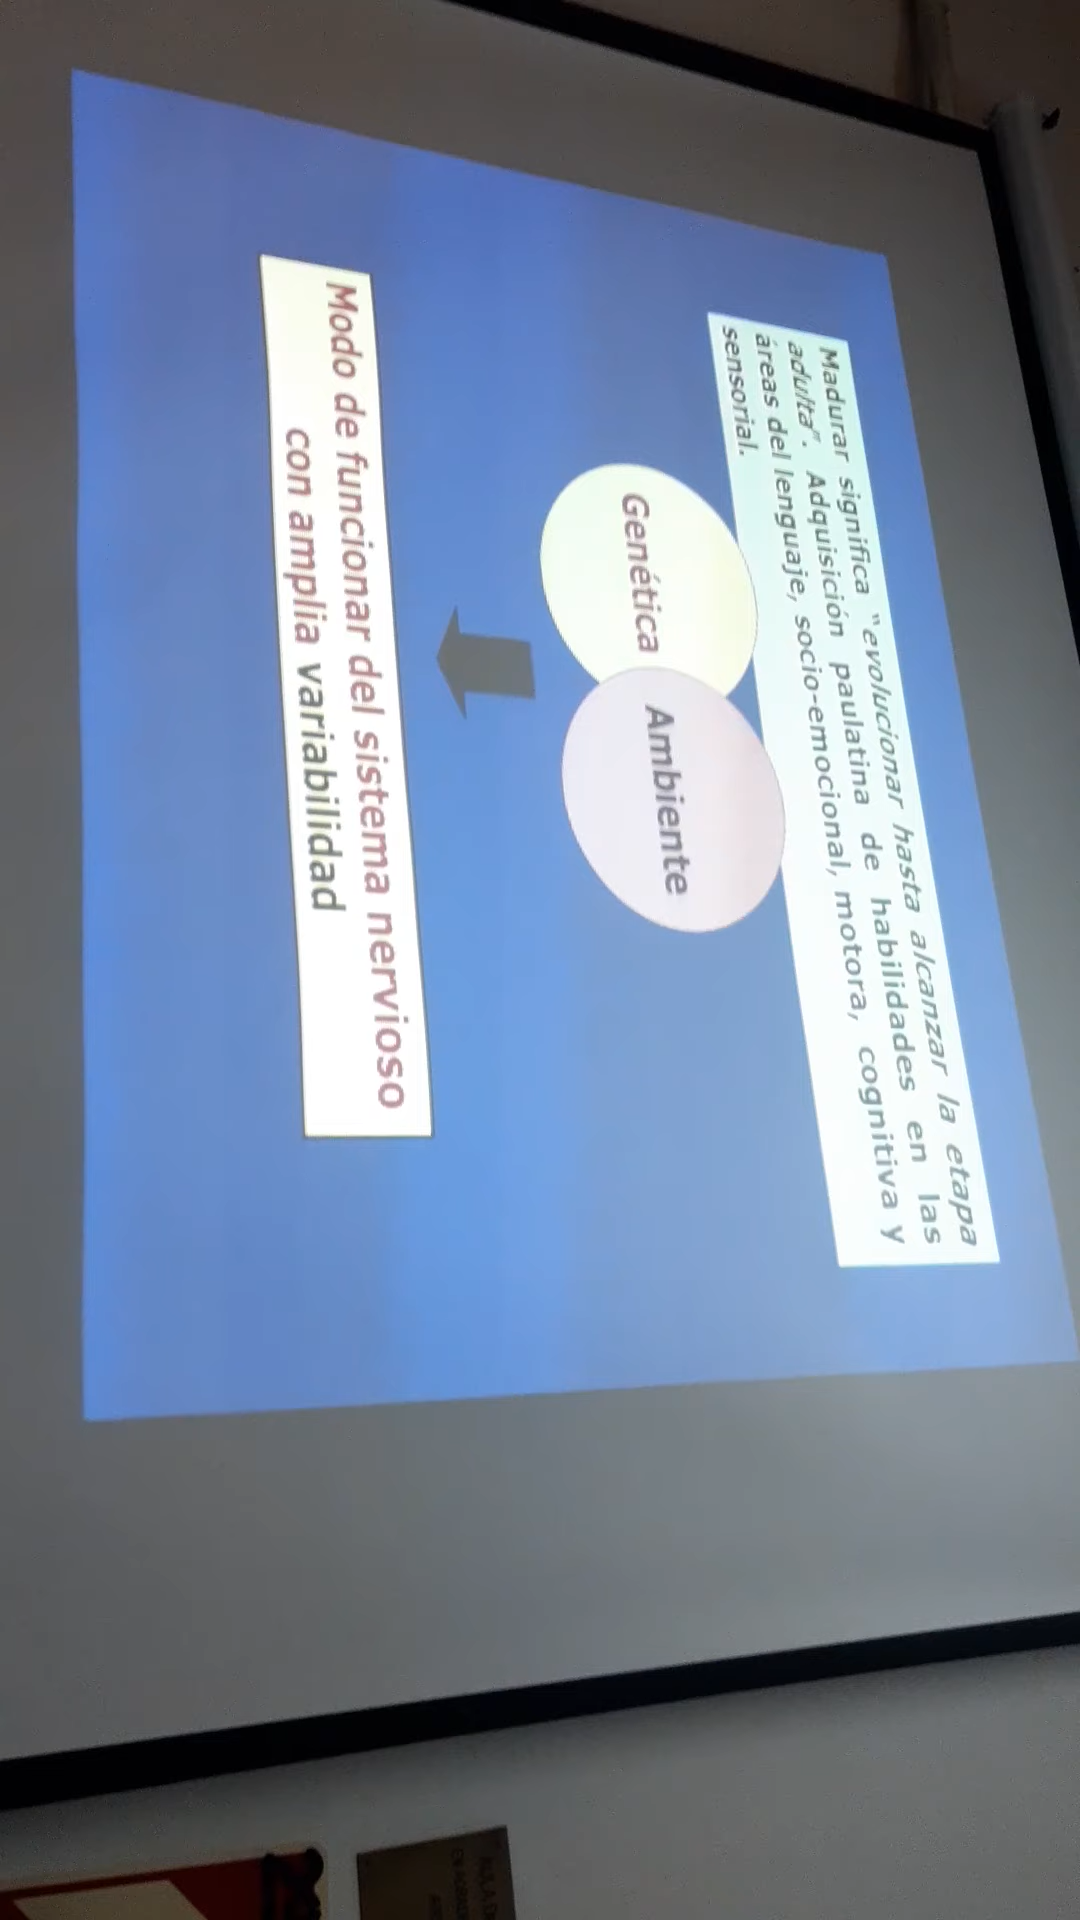 Madurar significa "evolucionar hasta alcanzar la etapa
adulta". Adquisición paulatina de habilidades en las
áreas del lenguaje, socio-emocional, motora, cognitiva y
sensorial.
Genética
Ambiente
Modo de funcionar del sistema nervioso
con amplia variabilidad